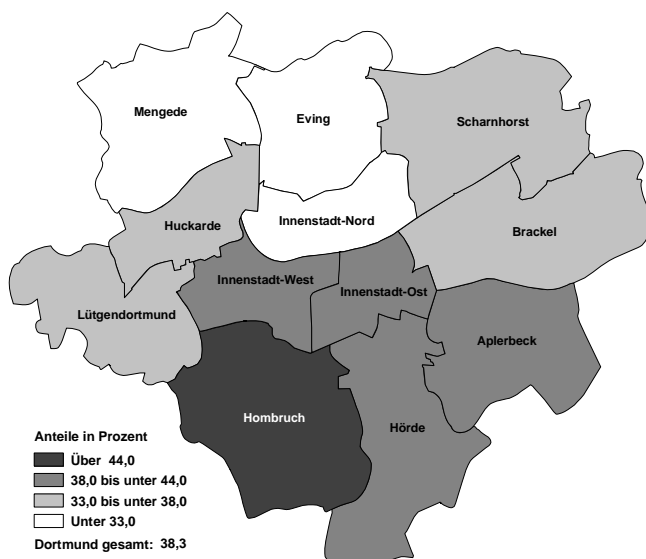 Mengede
Eving
Scharnhorst
Huckarde
Innenstadt-Nord
Brackel
Innenstadt-West
Innenstadt-Ost
Lütgendortmund
Aplerbeck
Hombruch
Hörde
Anteile in Prozent
Über 44,0
38,0 bis unter 44,0
33,0 bis unter 38,0
Unter 33,0
Dortmund gesamt: 38,3